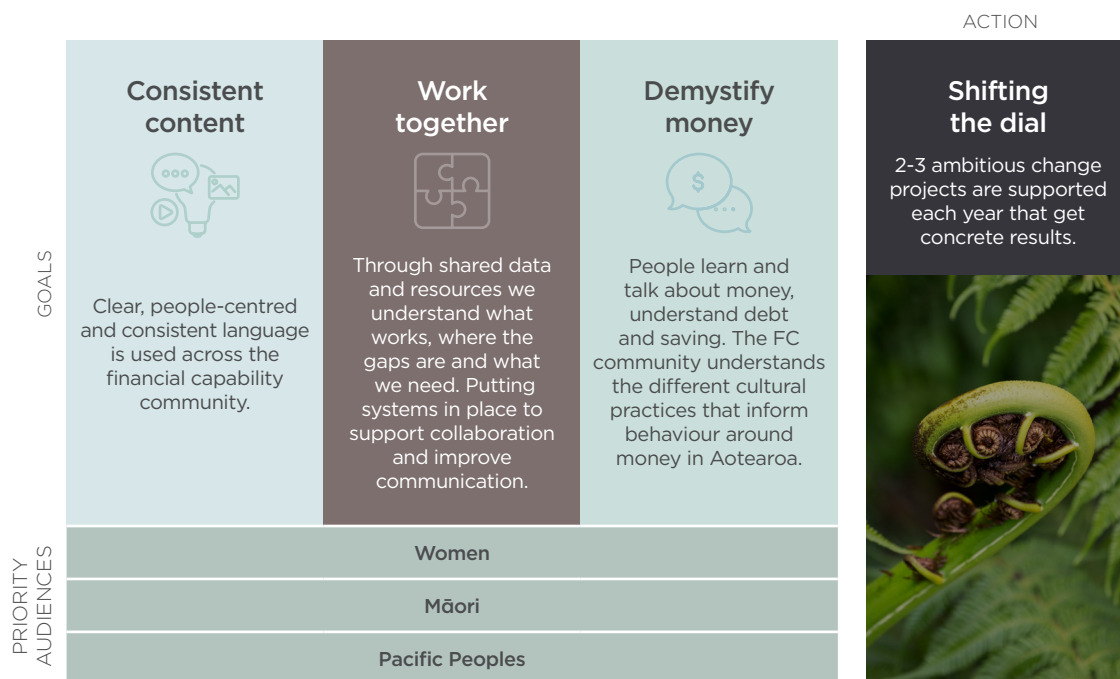 ACTION
GOALS
Consistent
content
Clear, people-centred
and consistent language
is used across the
financial capability
community.
Work
together
Through shared data
and resources we
understand what
works, where the
gaps are and what
we need. Putting
systems in place to
support collaboration
and improve
communication.
Demystify
money
$
People learn and
talk about money,
understand debt
and saving. The FC
community understands
the different cultural
practices that inform
behaviour around
money in Aotearoa.
Shifting
the dial
2-3 ambitious change
projects are supported
each year that get
concrete results.
PRIORITY
AUDIENCES
Women
Māori
Pacific Peoples